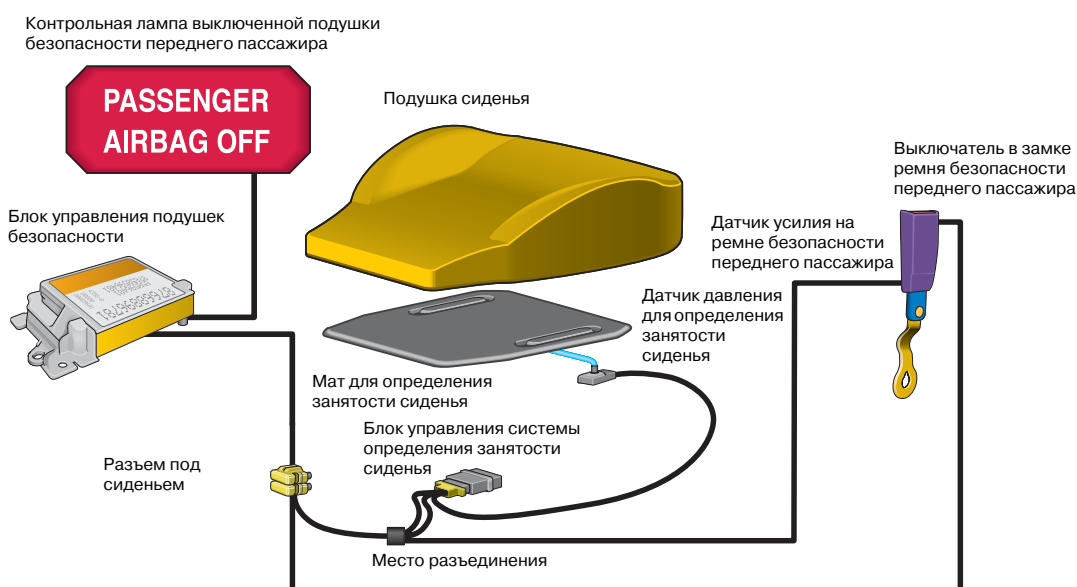 Контрольная лампа выключенной подушки
безопасности переднего пассажира
PASSENGER
AIRBAG OFF
Подушка сиденья
Выключатель в замке
ремня безопасности
переднего пассажира
Блок управления подушек
безопасности
Датчик усилия на
ремне безопасности
переднего пассажира
Датчик давления
для определения
занятости
сиденья
Мат для определения
занятости сиденья
Блок управления системы
определения занятости
сиденья
Разъем под
сиденьем
Место разъединения